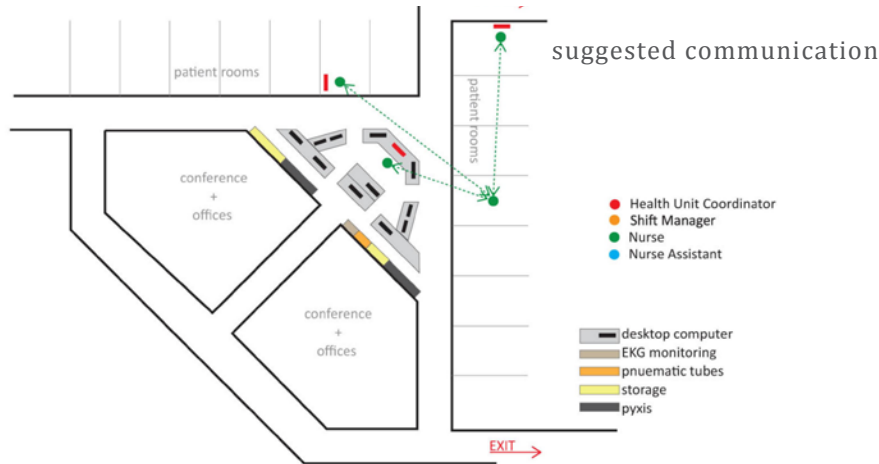 suggested communication
patient rooms
patient rooms
conference
+
offices
conference
+
offices
Health Unit Coordinator
Shift Manager
Nurse
Nurse Assistant
desktop computer
EKG monitoring
pnuematic tubes
storage
pyxis
EXIT